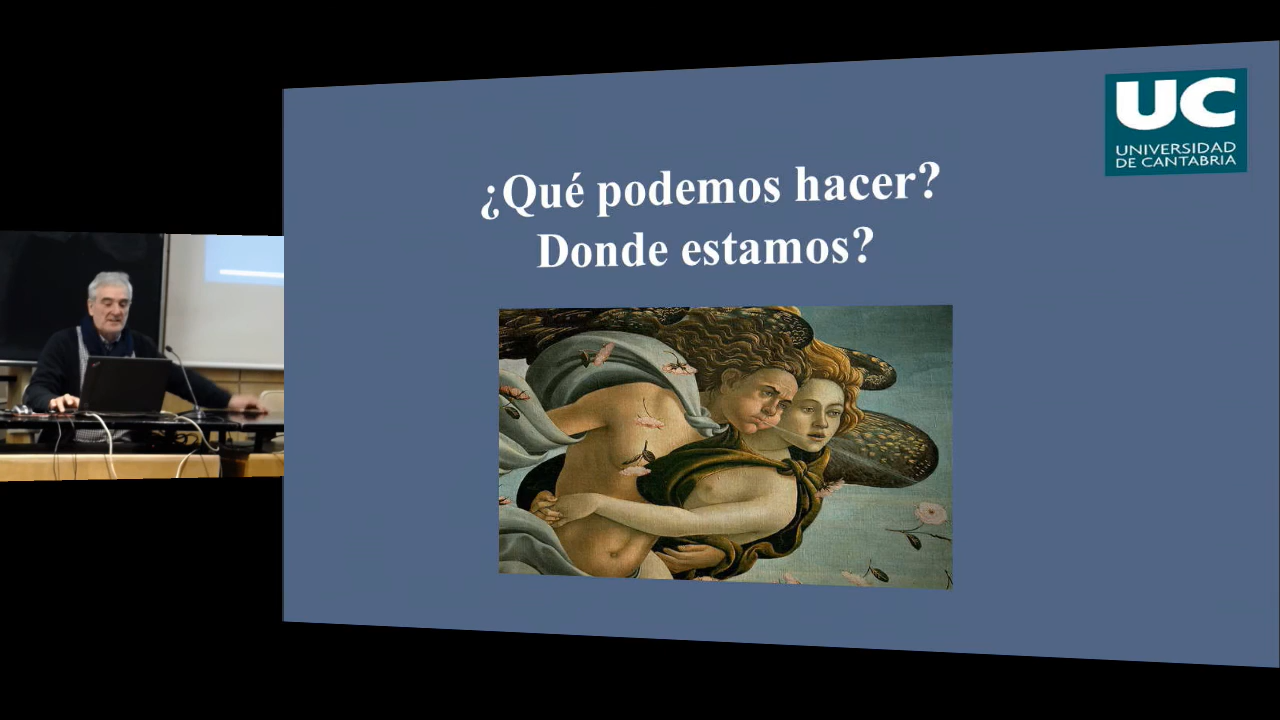 ¿Qué podemos hacer?
Donde estamos?
UC
UNIVERSIDAD
DE CANTABRIA